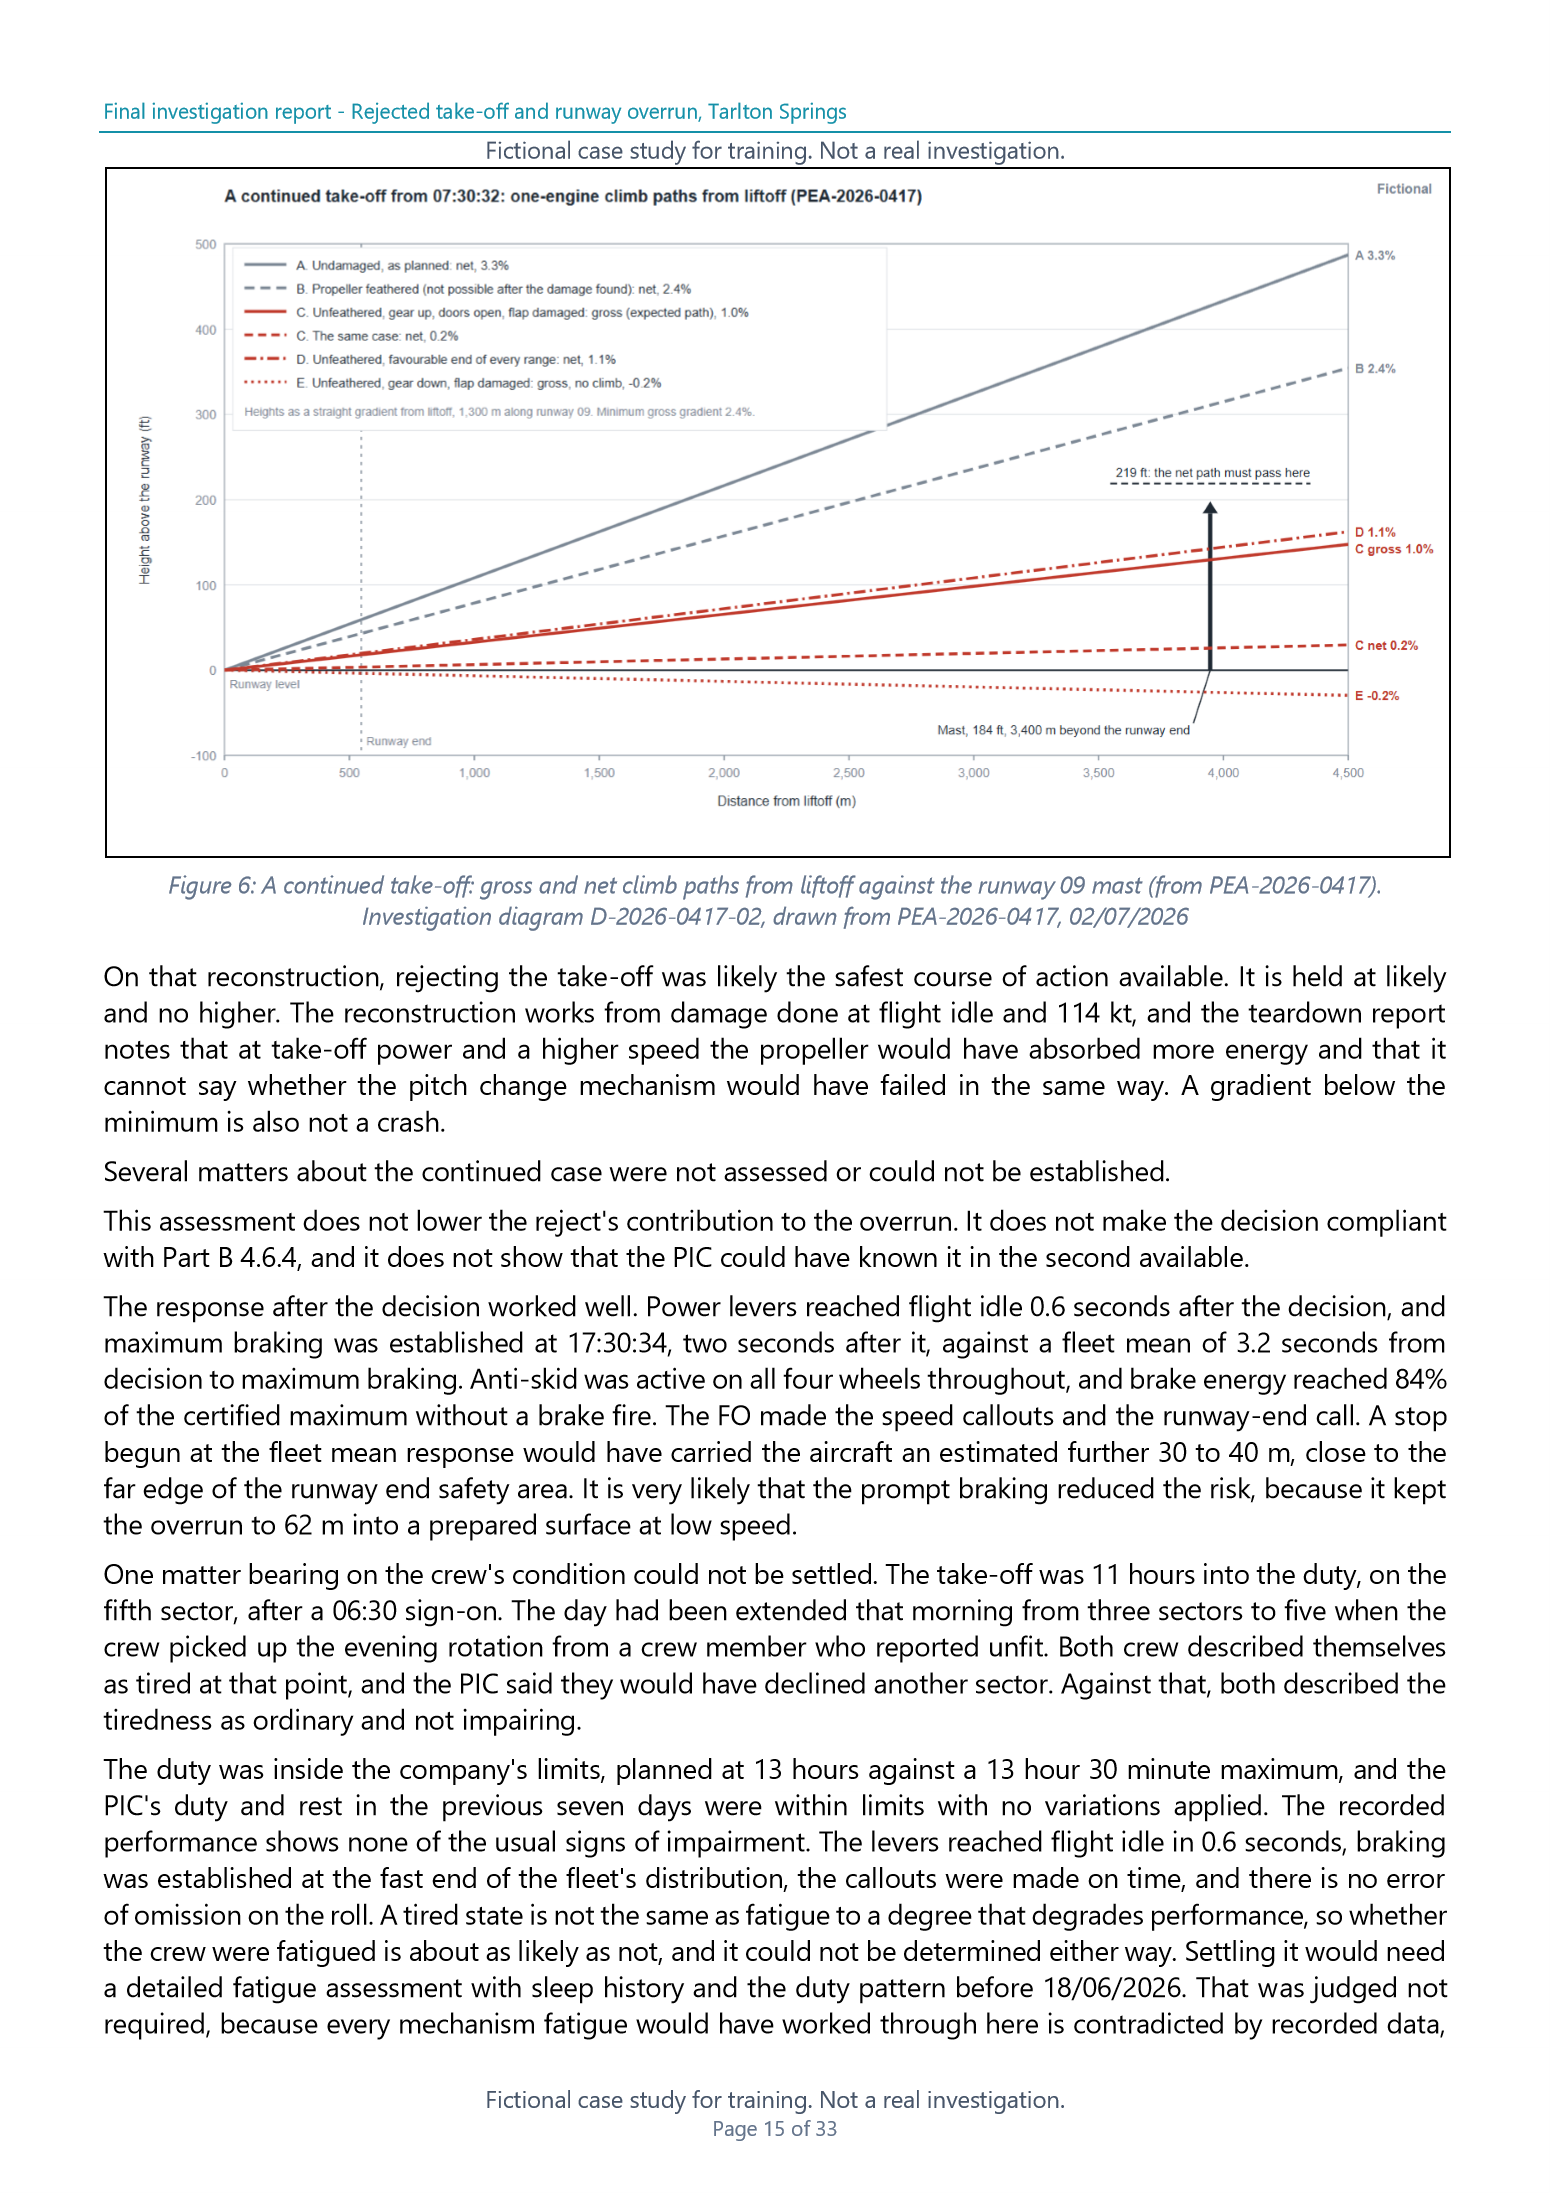 Final investigation report - Rejected take-off and runway overrun, Tarlton Springs
Fictional case study for training. Not a real investigation.
A continued take-off from 07:30:32: one-engine climb paths from liftoff (PEA-2026-0417)
Fictional
500
400
300
200
100
0
-100
Height above the runway (ft)
A. Undamaged, as planned: net, 3.3%
B. Propeller feathered (not possible after the damage found): net, 2.4%
C. Unfeathered, gear up, doors open, flap damaged: gross (expected path), 1.0%
C. The same case: net, 0.2%
D. Unfeathered, favourable end of every range: net, 1.1%
E. Unfeathered, gear down, flap damaged: gross, no climb, -0.2%
Heights as a straight gradient from liftoff, 1,300 m along runway 09. Minimum gross gradient 2.4%.
A 3.3%
B 2.4%
219 ft: the net path must pass here
D 1.1%
C gross 1.0%
C net 0.2%
E -0.2%
Runway level
Mast, 184 ft, 3,400 m beyond the runway end
Runway end
0
500
1,000
1,500
2,000
2,500
3,000
3,500
4,000
4,500
Distance from liftoff (m)
Figure 6: A continued take-off: gross and net climb paths from liftoff against the runway 09 mast (from PEA-2026-0417).
Investigation diagram D-2026-0417-02, drawn from PEA-2026-0417, 02/07/2026
On that reconstruction, rejecting the take-off was likely the safest course of action available. It is held at likely
and no higher. The reconstruction works from damage done at flight idle and 114 kt, and the teardown report
notes that at take-off power and a higher speed the propeller would have absorbed more energy and that it
cannot say whether the pitch change mechanism would have failed in the same way. A gradient below the
minimum is also not a crash.
Several matters about the continued case were not assessed or could not be established.
This assessment does not lower the reject's contribution to the overrun. It does not make the decision compliant
with Part B 4.6.4, and it does not show that the PIC could have known it in the second available.
The response after the decision worked well. Power levers reached flight idle 0.6 seconds after the decision, and
maximum braking was established at 17:30:34, two seconds after it, against a fleet mean of 3.2 seconds from
decision to maximum braking. Anti-skid was active on all four wheels throughout, and brake energy reached 84%
of the certified maximum without a brake fire. The FO made the speed callouts and the runway-end call. A stop
begun at the fleet mean response would have carried the aircraft an estimated further 30 to 40 m, close to the
far edge of the runway end safety area. It is very likely that the prompt braking reduced the risk, because it kept
the overrun to 62 m into a prepared surface at low speed.
One matter bearing on the crew's condition could not be settled. The take-off was 11 hours into the duty, on the
fifth sector, after a 06:30 sign-on. The day had been extended that morning from three sectors to five when the
crew picked up the evening rotation from a crew member who reported unfit. Both crew described themselves
as tired at that point, and the PIC said they would have declined another sector. Against that, both described the
tiredness as ordinary and not impairing.
The duty was inside the company's limits, planned at 13 hours against a 13 hour 30 minute maximum, and the
PIC's duty and rest in the previous seven days were within limits with no variations applied. The recorded
performance shows none of the usual signs of impairment. The levers reached flight idle in 0.6 seconds, braking
was established at the fast end of the fleet's distribution, the callouts were made on time, and there is no error
of omission on the roll. A tired state is not the same as fatigue to a degree that degrades performance, so whether
the crew were fatigued is about as likely as not, and it could not be determined either way. Settling it would need
a detailed fatigue assessment with sleep history and the duty pattern before 18/06/2026. That was judged not
required, because every mechanism fatigue would have worked through here is contradicted by recorded data,
Fictional case study for training. Not a real investigation.
Page 15 of 33